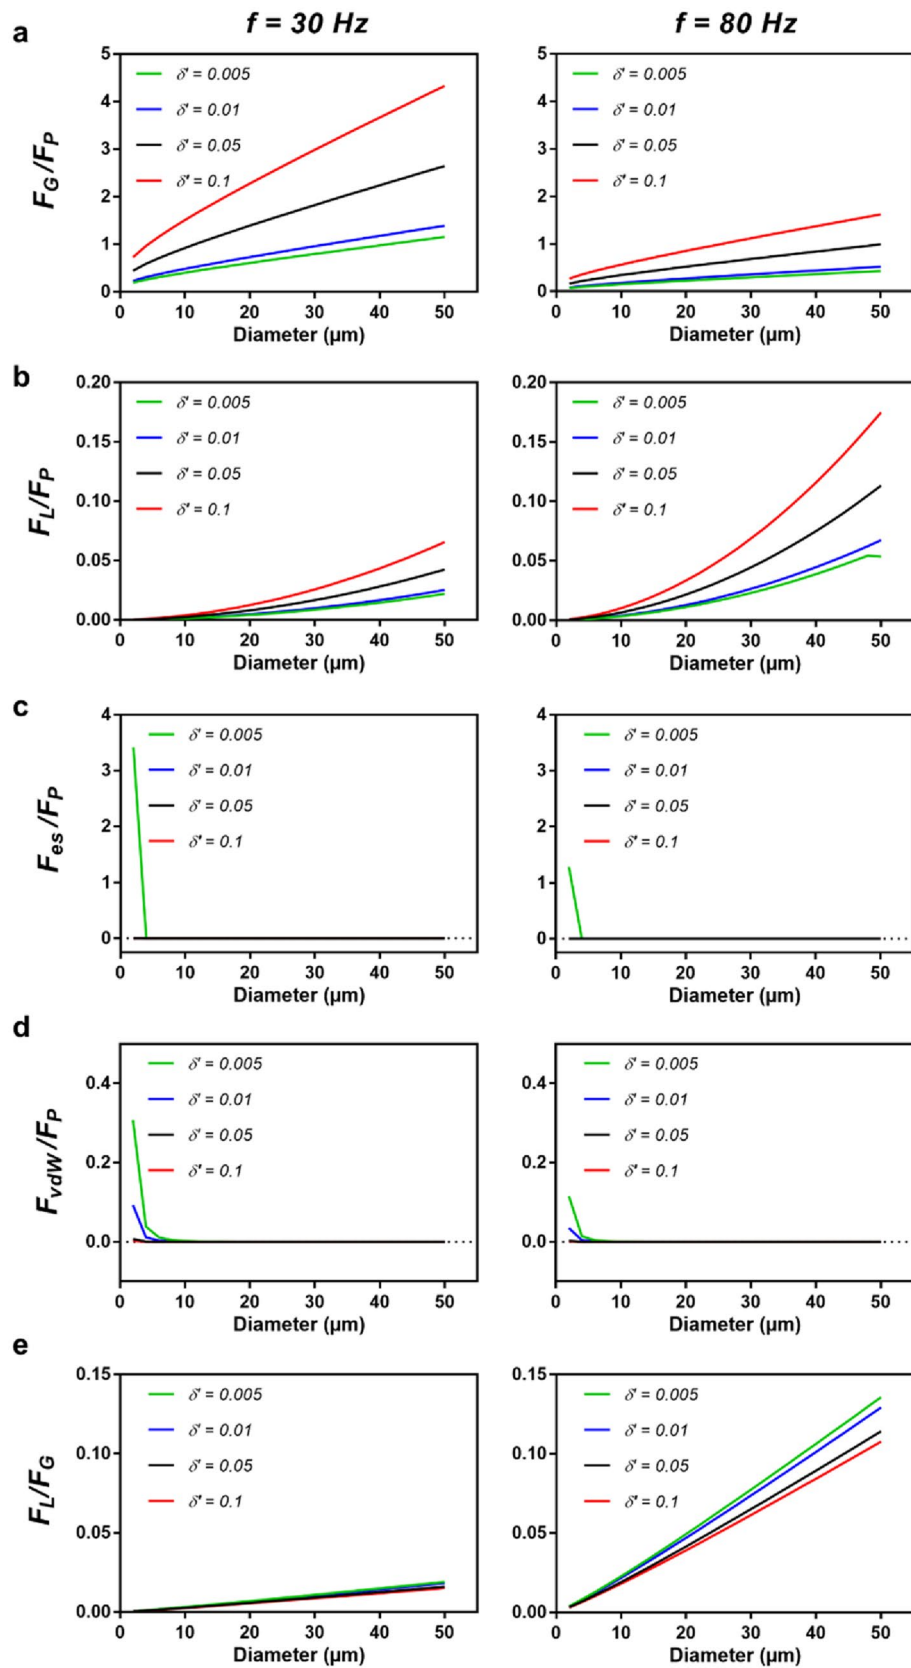 f = 30 Hz
f = 80 Hz
a
F_G/F_P
5
4
3
2
1
0
δ' = 0.005
δ' = 0.01
δ' = 0.05
δ' = 0.1
0 10 20 30 40 50
Diameter (µm)
5
4
3
2
1
0
δ' = 0.005
δ' = 0.01
δ' = 0.05
δ' = 0.1
0 10 20 30 40 50
Diameter (µm)
b
F_L/F_P
0.20
0.15
0.10
0.05
0.00
δ' = 0.005
δ' = 0.01
δ' = 0.05
δ' = 0.1
0 10 20 30 40 50
Diameter (µm)
0.20
0.15
0.10
0.05
0.00
δ' = 0.005
δ' = 0.01
δ' = 0.05
δ' = 0.1
0 10 20 30 40 50
Diameter (µm)
c
F_es/F_P
4
3
2
1
0
δ' = 0.005
δ' = 0.01
δ' = 0.05
δ' = 0.1
0 10 20 30 40 50
Diameter (µm)
4
3
2
1
0
δ' = 0.005
δ' = 0.01
δ' = 0.05
δ' = 0.1
0 10 20 30 40 50
Diameter (µm)
d
F_vdW/F_P
0.4
0.2
0.0
δ' = 0.005
δ' = 0.01
δ' = 0.05
δ' = 0.1
0 10 20 30 40 50
Diameter (µm)
0.4
0.2
0.0
δ' = 0.005
δ' = 0.01
δ' = 0.05
δ' = 0.1
0 10 20 30 40 50
Diameter (µm)
e
F_L/F_G
0.15
0.10
0.05
0.00
δ' = 0.005
δ' = 0.01
δ' = 0.05
δ' = 0.1
0 10 20 30 40 50
Diameter (µm)
0.15
0.10
0.05
0.00
δ' = 0.005
δ' = 0.01
δ' = 0.05
δ' = 0.1
0 10 20 30 40 50
Diameter (µm)